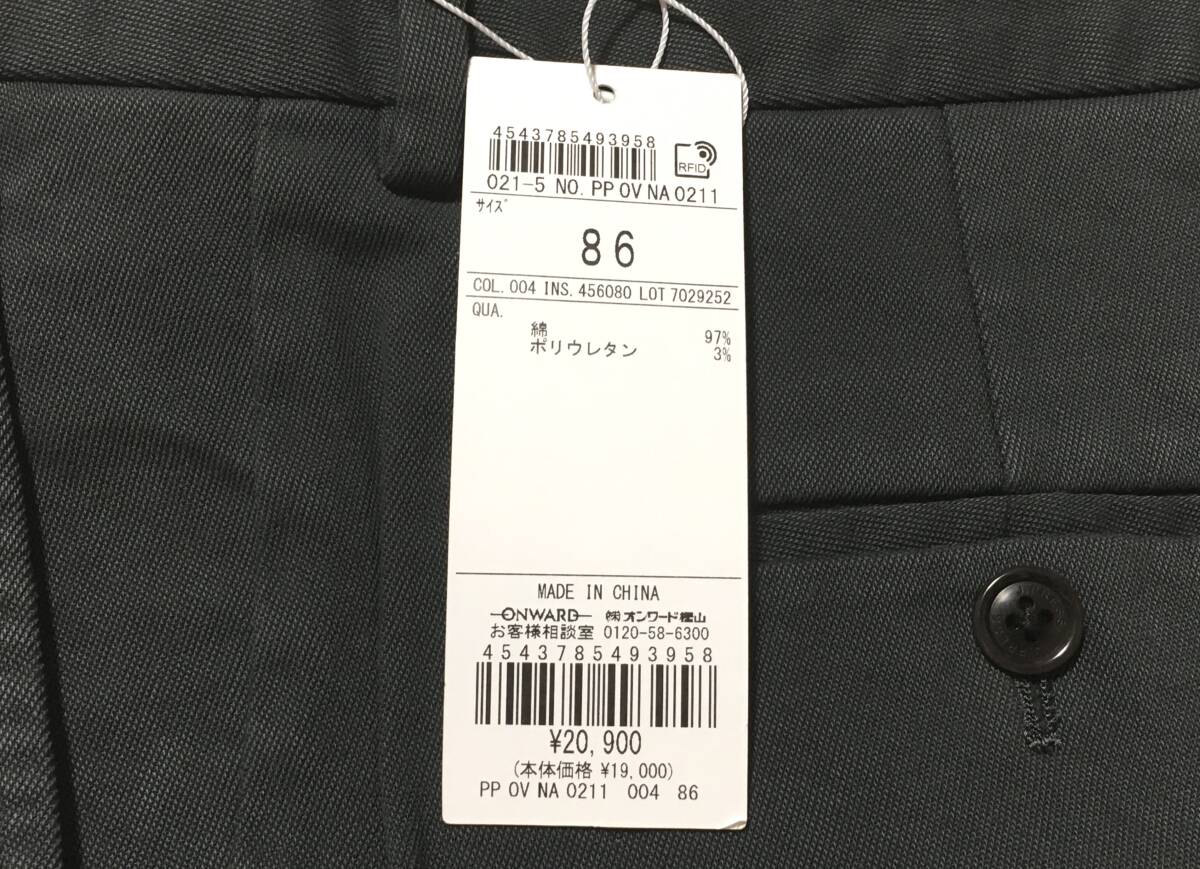 4543785493958
RFID
021-5 NO. PP OV NA 0211
サイズ
86
COL. 004 INS. 456080 LOT 7029252
QUA.
綿 97%
ポリウレタン 3%
MADE IN CHINA
ONWARD ㈱オンワード樫山
お客様相談室 0120-58-6300
4543785493958
¥20,900
(本体価格 ¥19,000)
PP OV NA 0211 004 86